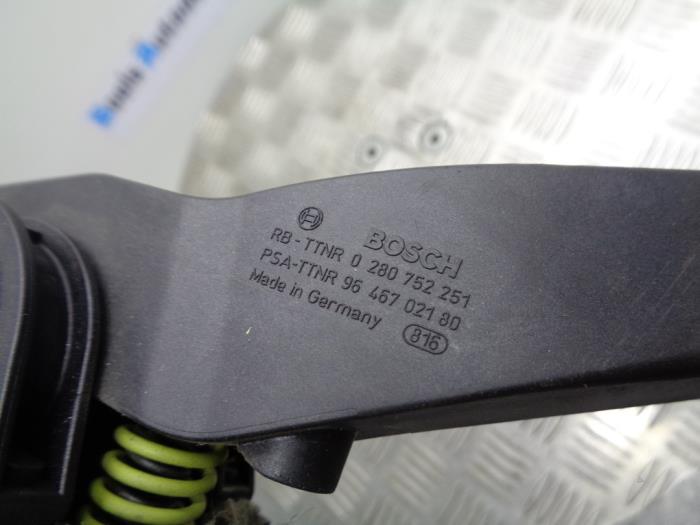 BOSCH
RB-TTNR 0 280 752 251
PSA-TTNR 96 467 021 80
Made in Germany
816